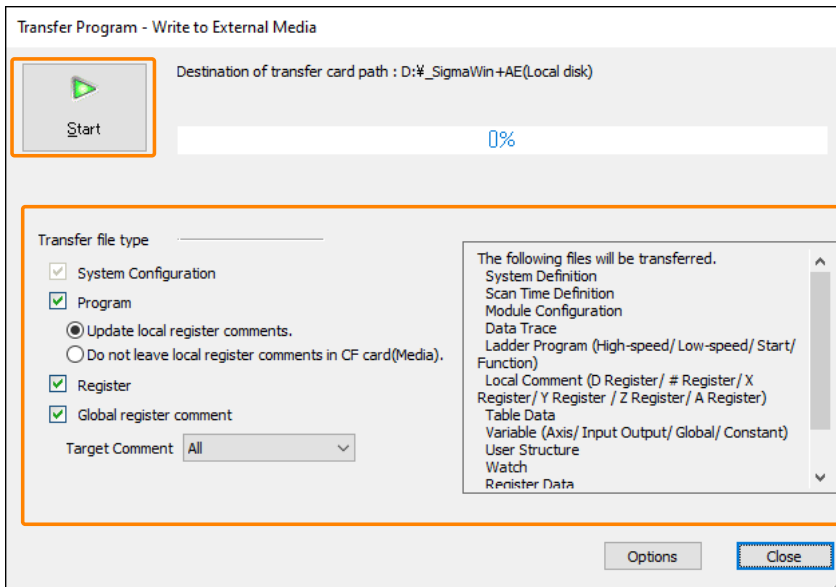 Transfer Program - Write to External Media
Start
Destination of transfer card path : D:¥_SigmaWin+AE(Local disk)
0%
Transfer file type
System Configuration
Program
Update local register comments.
Do not leave local register comments in CF card(Media).
Register
Global register comment
Target Comment All
The following files will be transferred.
System Definition
Scan Time Definition
Module Configuration
Data Trace
Ladder Program (High-speed/ Low-speed/ Start/
Function)
Local Comment (D Register/ # Register/ X
Register/ Y Register / Z Register/ A Register)
Table Data
Variable (Axis/ Input Output/ Global/ Constant)
User Structure
Watch
Register Data
Options
Close